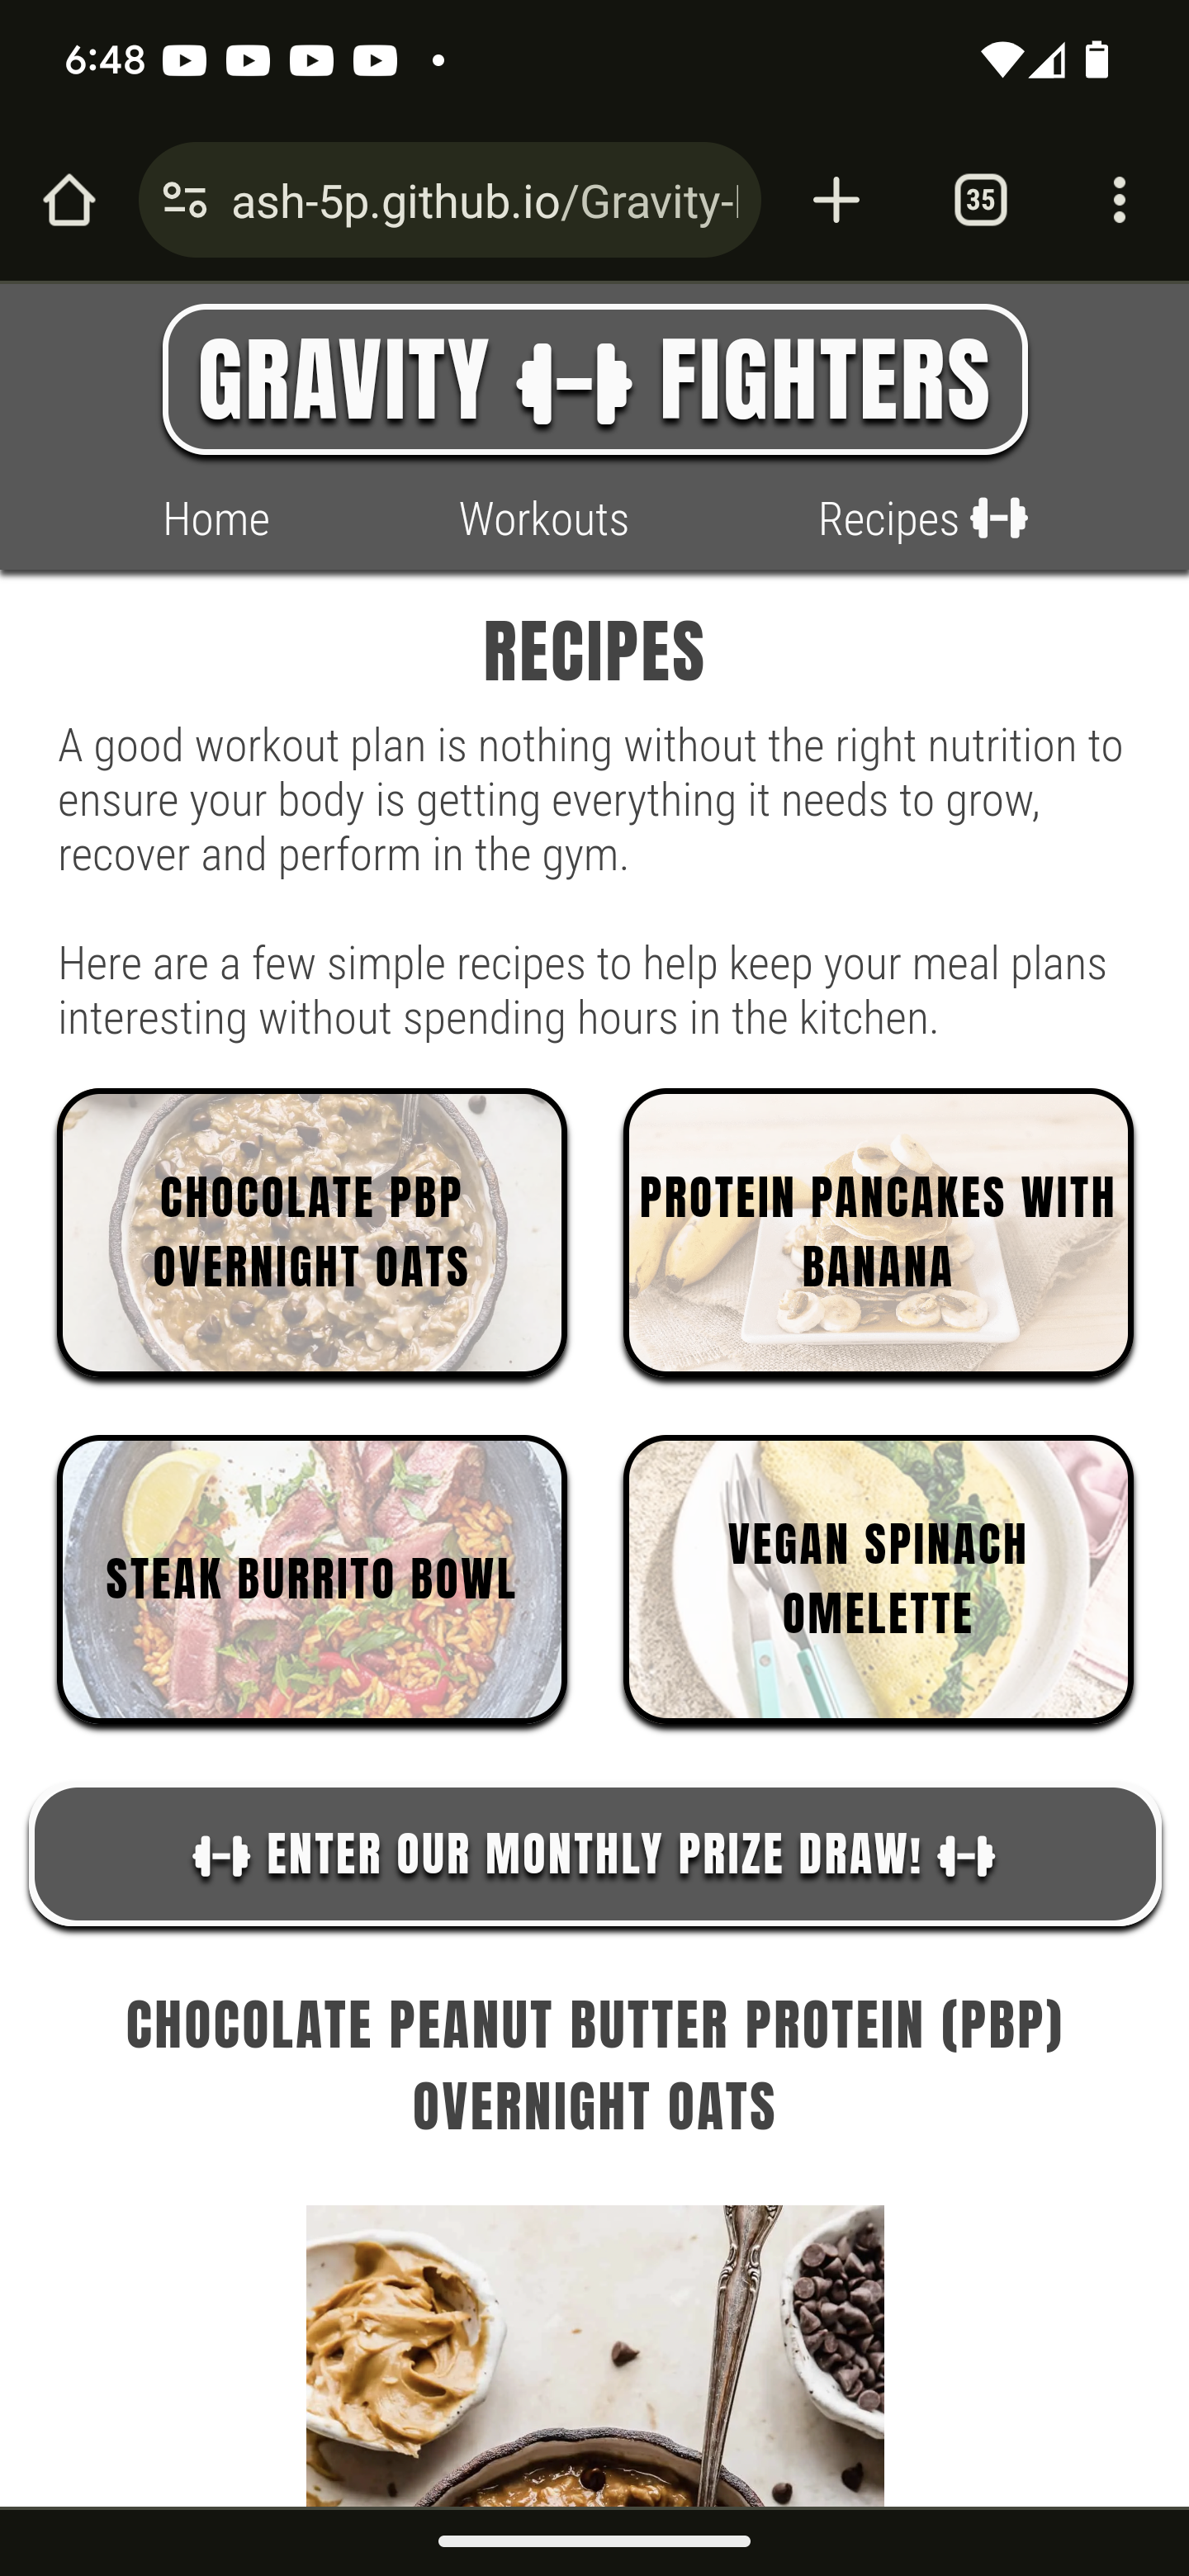 6:48
ash-5p.github.io/Gravity-
35
GRAVITY FIGHTERS
Home Workouts Recipes
RECIPES
A good workout plan is nothing without the right nutrition to
ensure your body is getting everything it needs to grow,
recover and perform in the gym.
Here are a few simple recipes to help keep your meal plans
interesting without spending hours in the kitchen.
CHOCOLATE PBP
OVERNIGHT OATS
PROTEIN PANCAKES WITH
BANANA
STEAK BURRITO BOWL
VEGAN SPINACH
OMELETTE
ENTER OUR MONTHLY PRIZE DRAW!
CHOCOLATE PEANUT BUTTER PROTEIN (PBP)
OVERNIGHT OATS